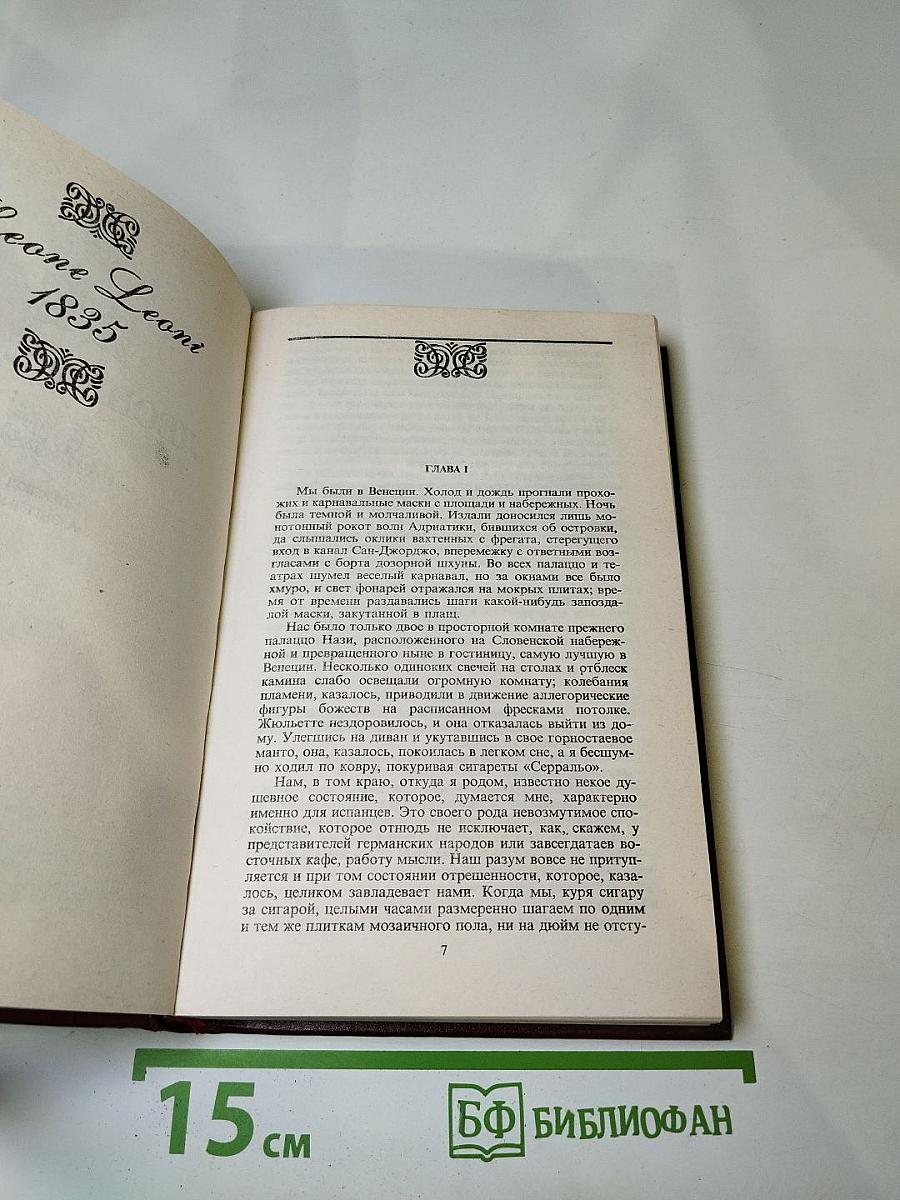 Leone Leoni
1835
ГЛАВА I
Мы были в Венеции. Холод и дождь прогнали прохо-
жих и карнавальные маски с площади и набережных. Ночь
была темной и молчаливой. Издали доносился лишь мо-
нотонный рокот волн Адриатики, бившихся об островки,
да слышались оклики вахтенных с фрегата, стерегущего
вход в канал Сан-Джорджо, вперемежку с ответными воз-
гласами с борта дозорной шхуны. Во всех палаццо и те-
атрах шумел веселый карнавал, но за окнами все было
хмуро, и свет фонарей отражался на мокрых плитах; вре-
мя от времени раздавались шаги какой-нибудь запозда-
лой маски, закутанной в плащ.
Нас было только двое в просторной комнате прежнего
палаццо Нази, расположенного на Словенской набереж-
ной и превращенного ныне в гостиницу, самую лучшую в
Венеции. Несколько одиноких свечей на столах и отблеск
камина слабо освещали огромную комнату; колебания
пламени, казалось, приводили в движение аллегорические
фигуры божеств на расписанном фресками потолке.
Жюльетте нездоровилось, и она отказалась выйти из до-
му. Улегшись на диван и укутавшись в свое горностаевое
манто, она, казалось, покоилась в легком сне, а я бесшум-
но ходил по ковру, покуривая сигареты «Серральо».
Нам, в том краю, откуда я родом, известно некое ду-
шевное состояние, которое, думается мне, характерно
именно для испанцев. Это своего рода невозмутимое спо-
койствие, которое отнюдь не исключает, как, скажем, у
представителей германских народов или завсегдатаев во-
сточных кафе, работу мысли. Наш разум вовсе не притуп-
ляется и при том состоянии отрешенности, которое, каза-
лось, целиком завладевает нами. Когда мы, куря сигару
за сигарой, целыми часами размеренно шагаем по одним
и тем же плиткам мозаичного пола, ни на дюйм не отсту-
7
15 см
БФ БИБЛИОФАН